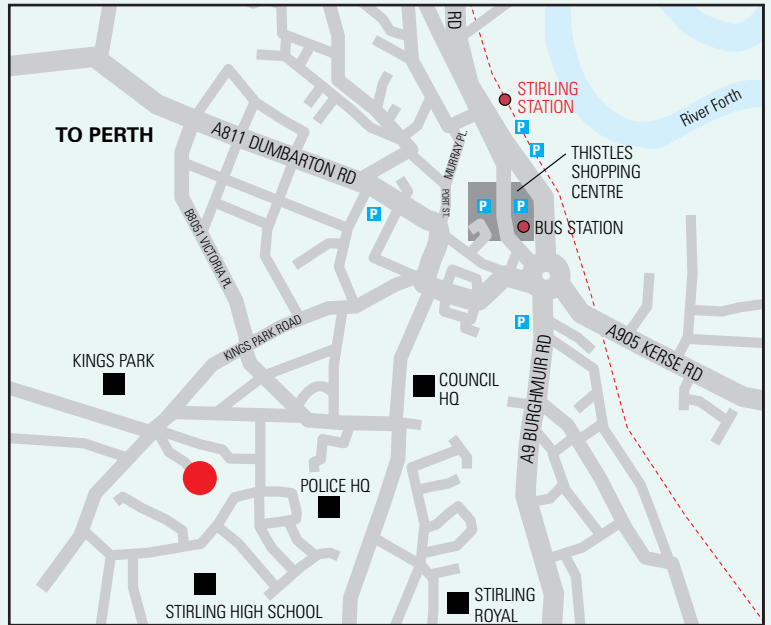 RD
STIRLING
STATION
River Forth
P
P
TO PERTH
A811 DUMBARTON RD
MURRAY PL.
THISTLES
SHOPPING
CENTRE
PORT ST.
P
P
P
BUS STATION
B8051 VICTORIA PL
KINGS PARK ROAD
P
A905 KERSE RD
KINGS PARK
COUNCIL
HQ
A9 BURGHMUIR RD
POLICE HQ
STIRLING HIGH SCHOOL
STIRLING
ROYAL